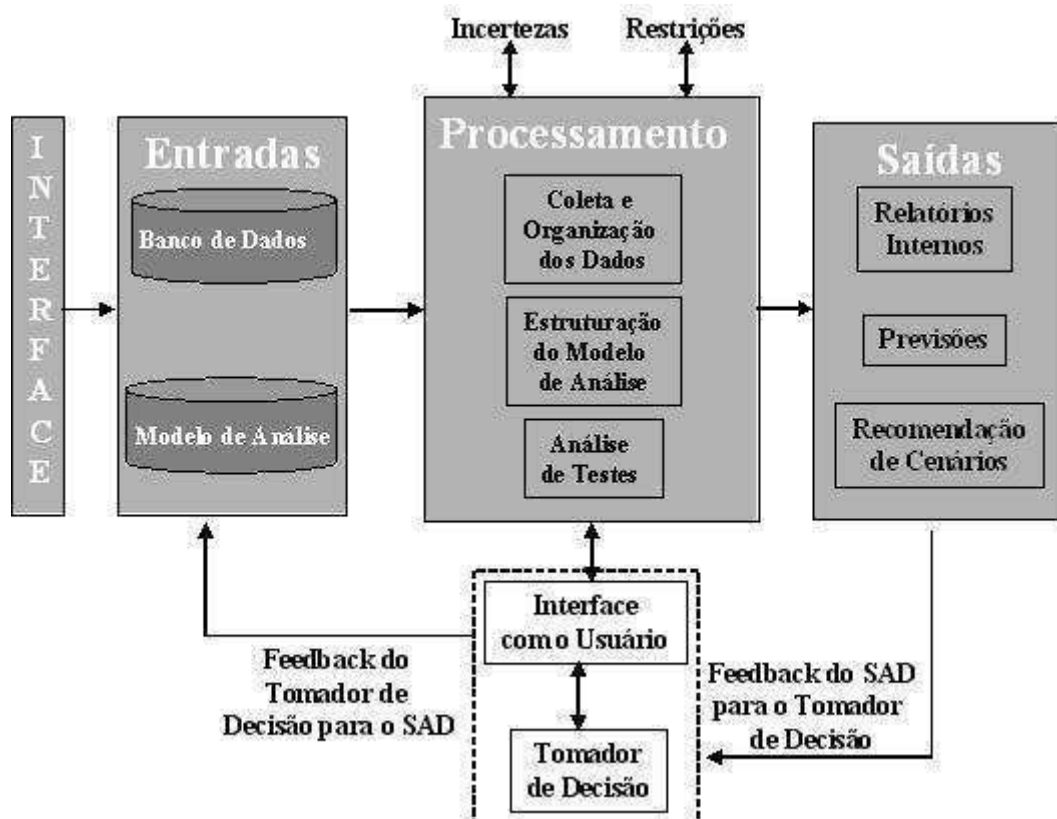 Incertezas
Restrições
I
N
T
E
R
F
A
C
E
Entradas
Banco de Dados
Modelo de Análise
Processamento
Coleta e
Organização
dos Dados
Estruturação
do Modelo
de Análise
Análise
de Testes
Saídas
Relatórios
Internos
Previsões
Recomendação
de Cenários
Interface
com o Usuário
Tomador
de Decisão
Feedback do
Tomador de
Decisão para o SAD
Feedback do SAD
para o Tomador
de Decisão